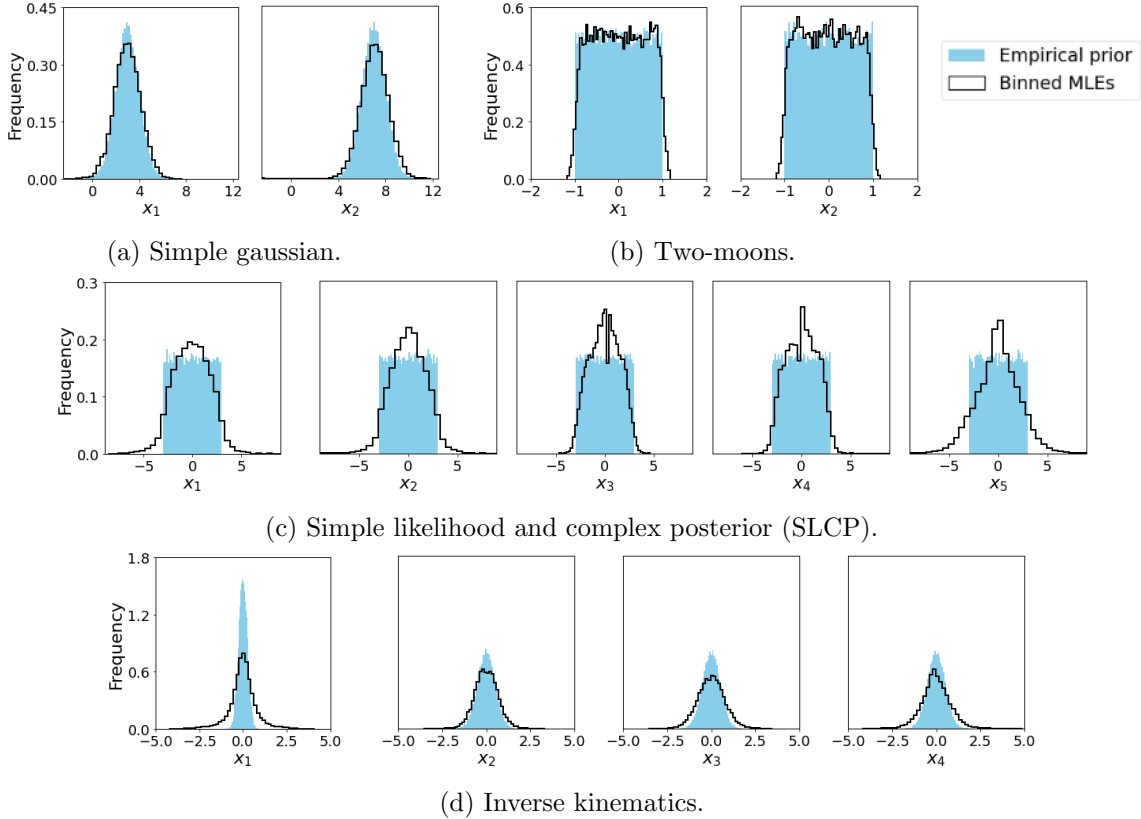 0.45
0.30
0.15
0.00
Frequency
0 4 8 12
x1
0 4 8 12
x2
0.6
0.4
0.2
0.0
Frequency
−2 −1 0 1 2
x1
−2 −1 0 1 2
x2
Empirical prior
Binned MLEs
(a) Simple gaussian.
(b) Two-moons.
0.3
0.2
0.1
0.0
Frequency
−5 0 5
x1
−5 0 5
x2
−5 0 5
x3
−5 0 5
x4
−5 0 5
x5
(c) Simple likelihood and complex posterior (SLCP).
1.8
1.2
0.6
0.0
Frequency
−5.0 −2.5 0.0 2.5 5.0
x1
−5.0 −2.5 0.0 2.5 5.0
x2
−5.0 −2.5 0.0 2.5 5.0
x3
−5.0 −2.5 0.0 2.5 5.0
x4
(d) Inverse kinematics.